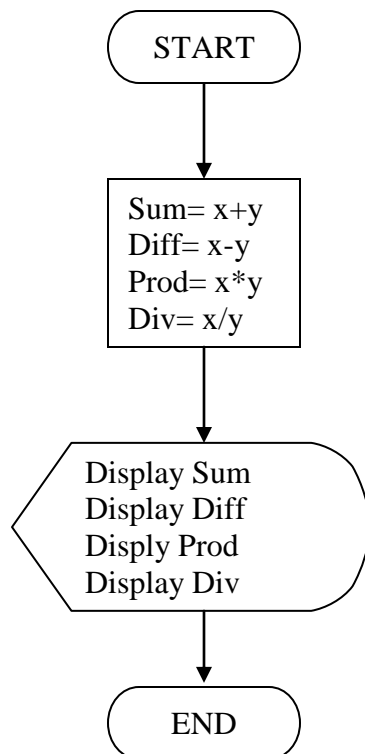 START
Sum= x+y
Diff= x-y
Prod= x*y
Div= x/y
Display Sum
Display Diff
Disply Prod
Display Div
END